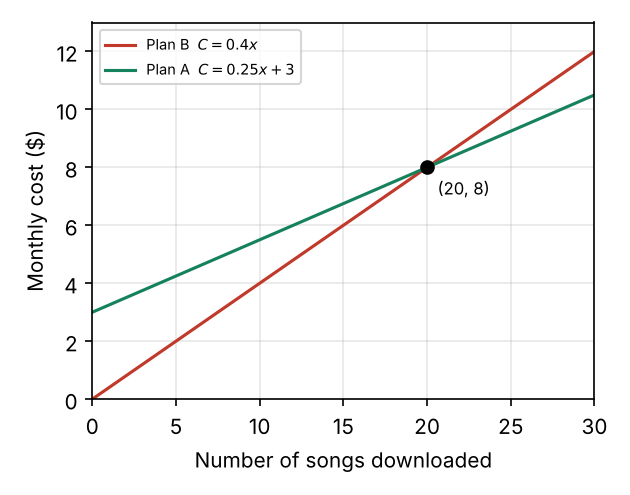 Plan B C = 0.4x
Plan A C = 0.25x + 3
12
10
8
6
4
2
0
Monthly cost ($)
(20, 8)
0 5 10 15 20 25 30
Number of songs downloaded